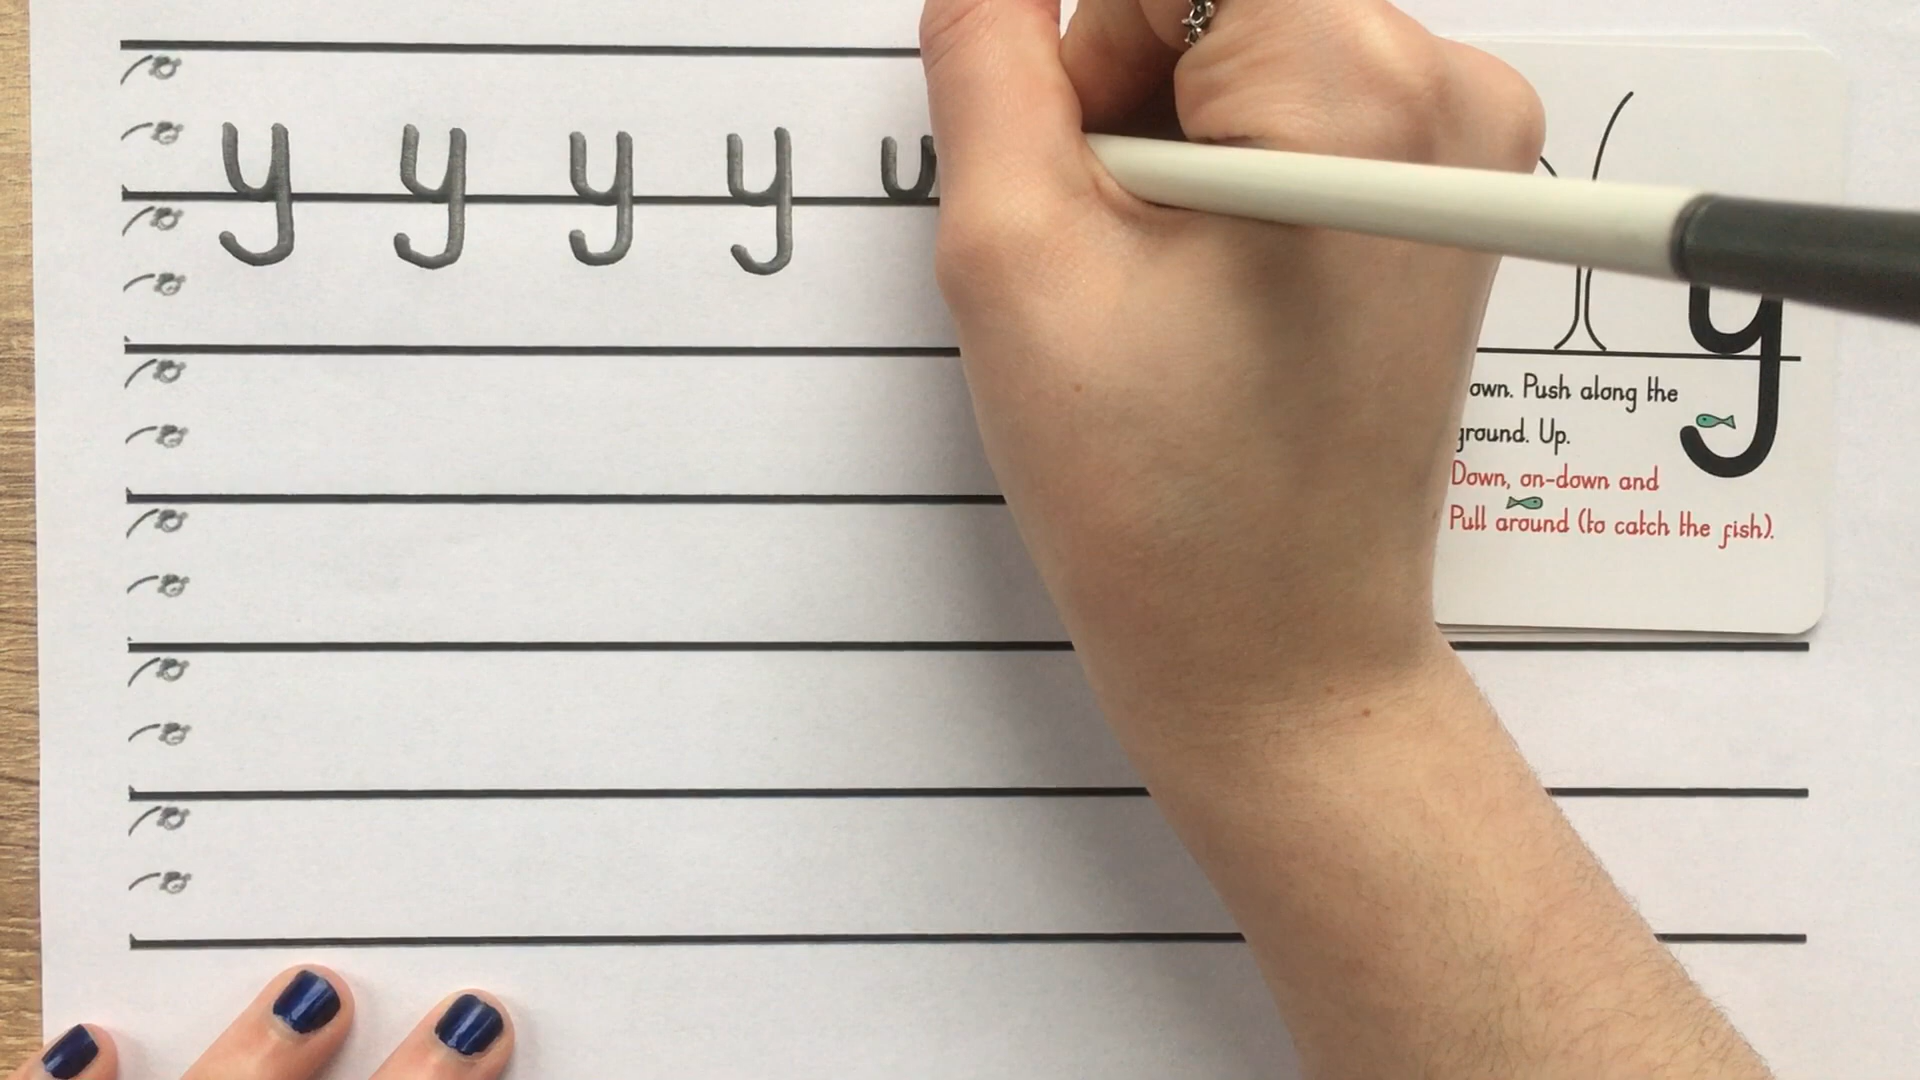 y y y y
y
own. Push along the
ground. Up.
Down, on-down and
Pull around (to catch the fish).